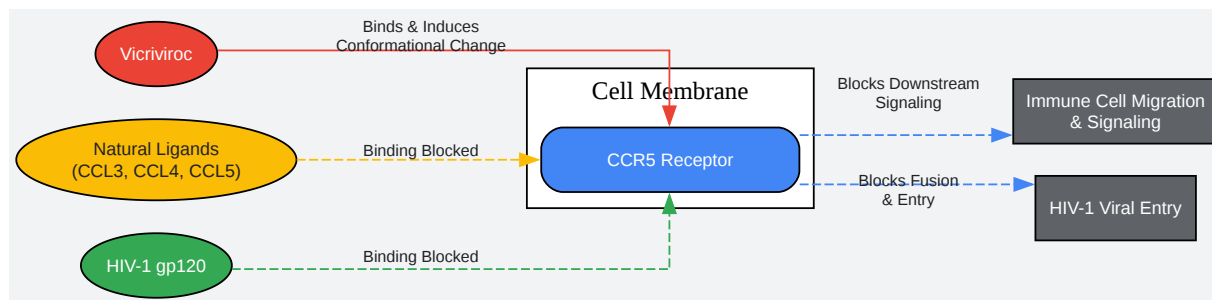 Vicriviroc
Binds & Induces
Conformational Change
Cell Membrane
Blocks Downstream
Signaling
Immune Cell Migration
& Signaling
Natural Ligands
(CCL3, CCL4, CCL5)
Binding Blocked
CCR5 Receptor
Blocks Fusion
& Entry
HIV-1 Viral Entry
HIV-1 gp120
Binding Blocked